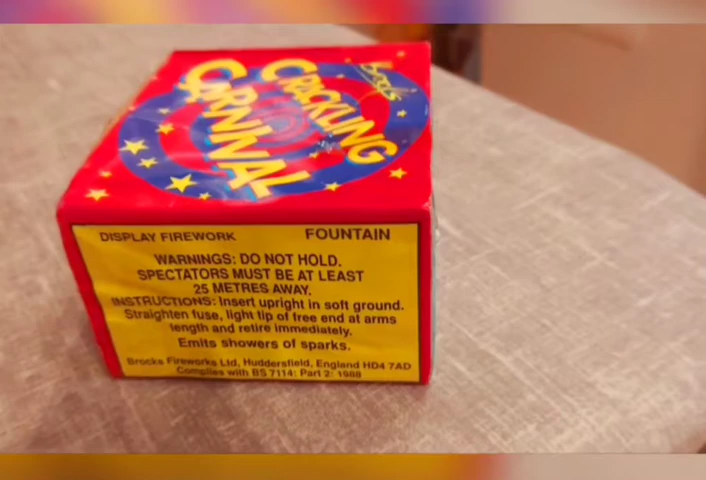 Brocks
CRACKLING
CARNIVAL
DISPLAY FIREWORK FOUNTAIN
WARNINGS: DO NOT HOLD.
SPECTATORS MUST BE AT LEAST
25 METRES AWAY.
INSTRUCTIONS: Insert upright in soft ground.
Straighten fuse, light tip of free end at arms
length and retire immediately.
Emits showers of sparks.
Brocks Fireworks Ltd, Huddersfield, England HD4 7AD
Complies with BS 7114: Part 2: 1988